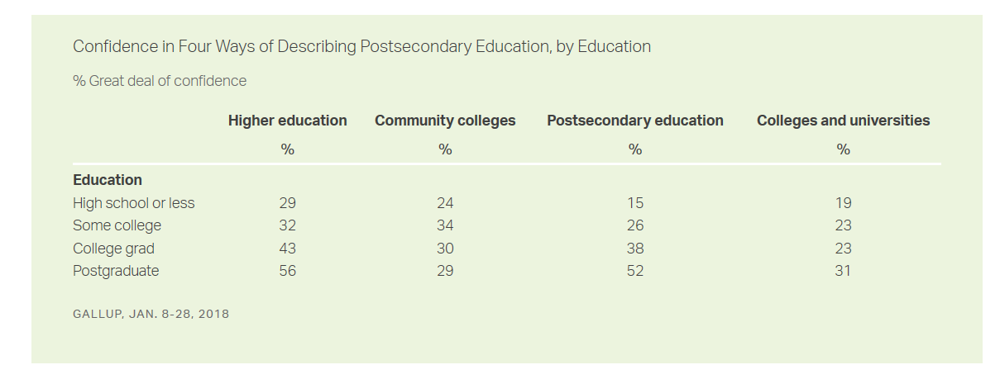 Confidence in Four Ways of Describing Postsecondary Education, by Education
% Great deal of confidence
Higher education Community colleges Postsecondary education Colleges and universities
% % % %
Education
High school or less 29 24 15 19
Some college 32 34 26 23
College grad 43 30 38 23
Postgraduate 56 29 52 31
GALLUP, JAN. 8-28, 2018